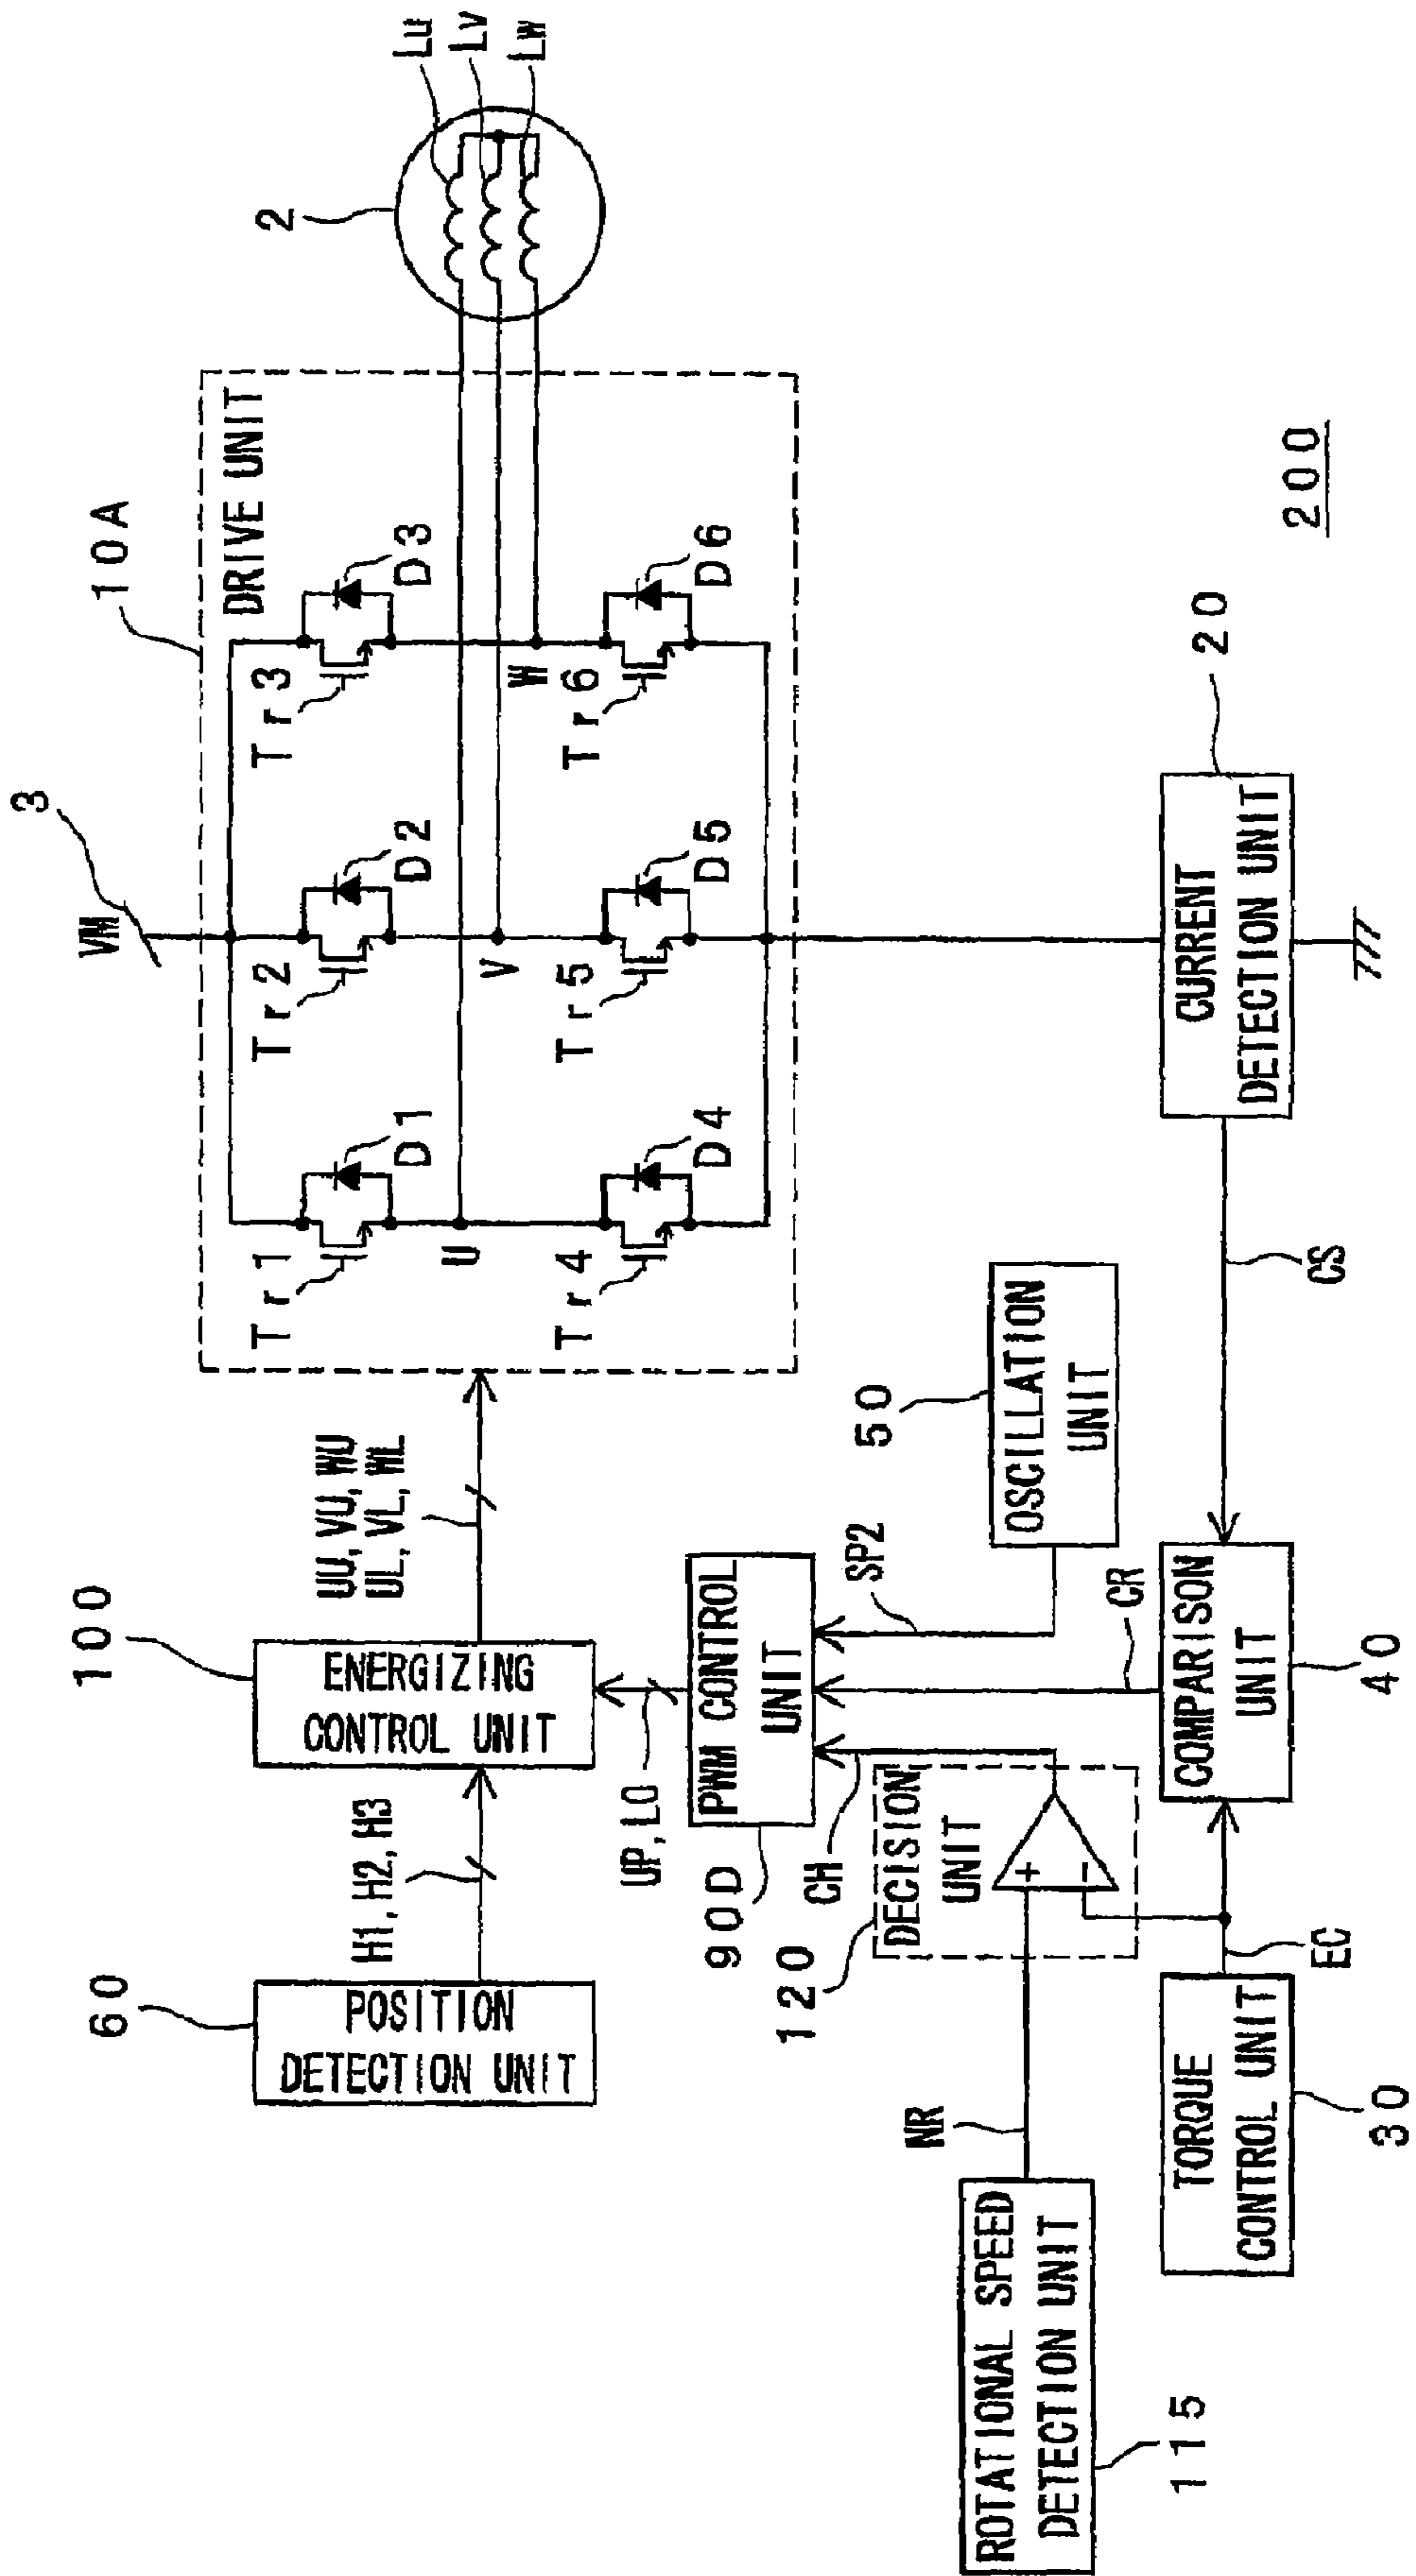 3
VM
10A
DRIVE UNIT
2
Lu
Lv
Lw
Tr1
D1
Tr2
D2
Tr3
D3
U
V
W
Tr4
D4
Tr5
D5
Tr6
D6
60
POSITION
DETECTION UNIT
H1, H2, H3
100
ENERGIZING
CONTROL UNIT
UU, VU, WU
UL, VL, WL
UP, LO
90D
PWM CONTROL
UNIT
50
OSCILLATION
UNIT
SP2
CR
CH
120
DECISION
UNIT
+
−
NR
ROTATIONAL SPEED
DETECTION UNIT
115
TORQUE
CONTROL UNIT
30
EC
COMPARISON
UNIT
40
CS
CURRENT
DETECTION UNIT
20
200